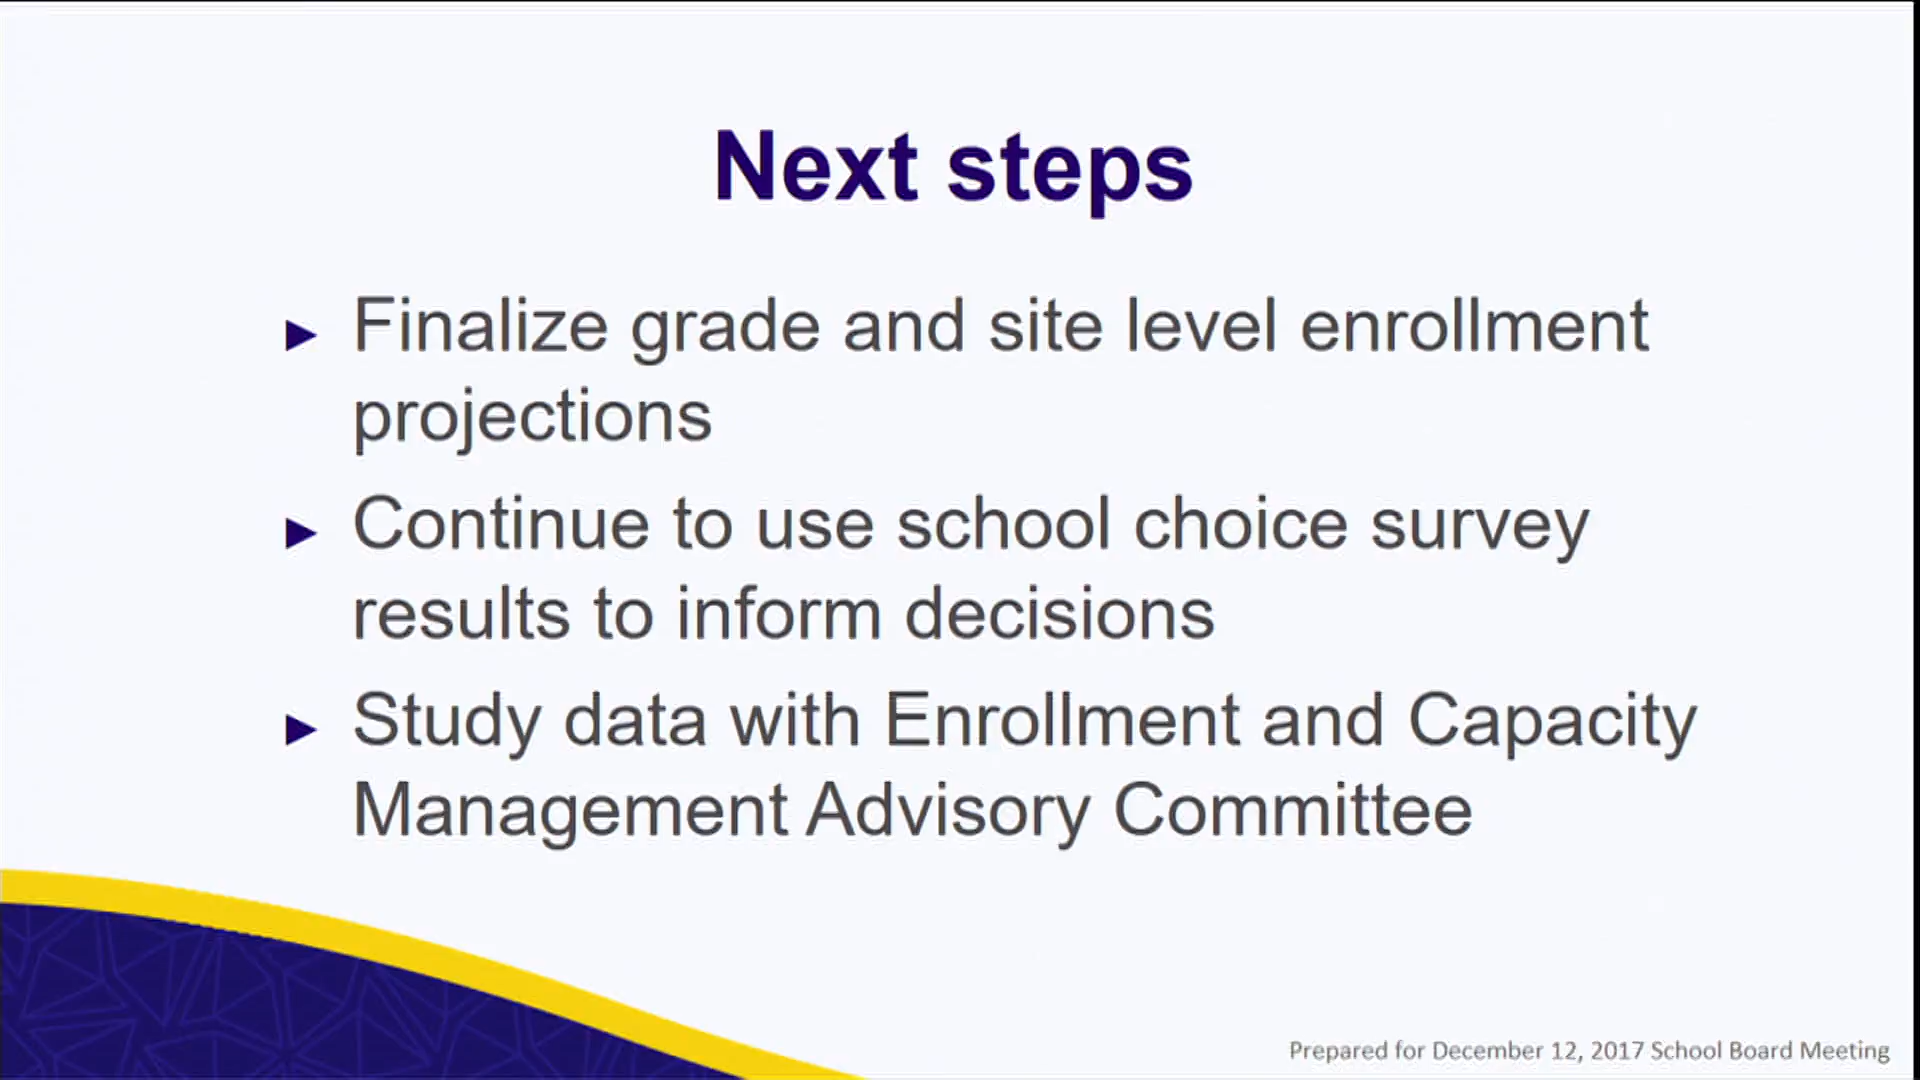 Next steps
► Finalize grade and site level enrollment
projections
► Continue to use school choice survey
results to inform decisions
► Study data with Enrollment and Capacity
Management Advisory Committee
Prepared for December 12, 2017 School Board Meeting